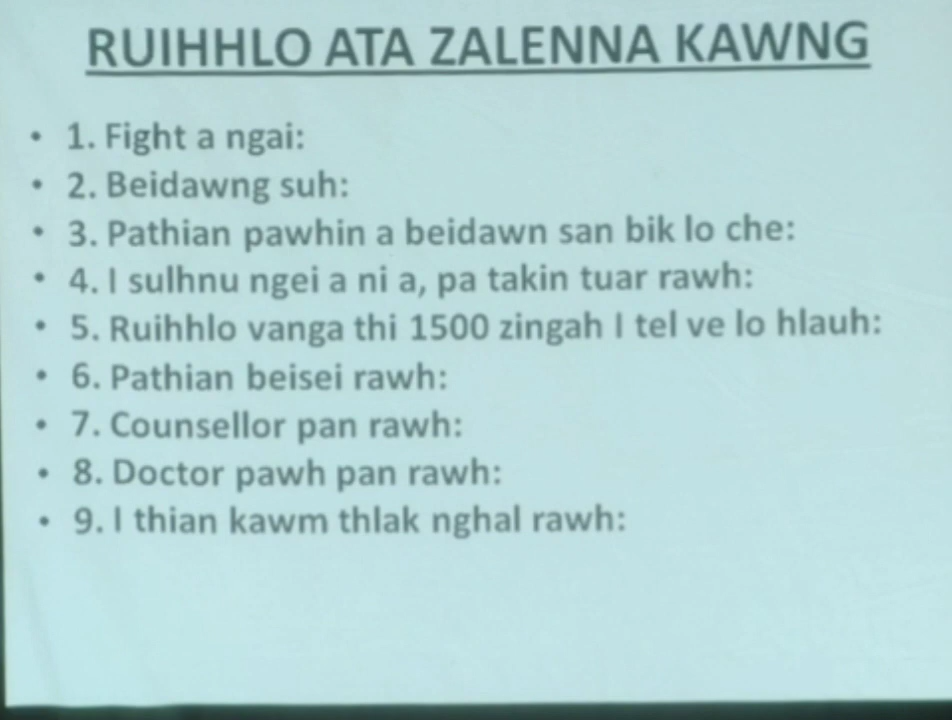 RUIHHLO ATA ZALENNA KAWNG
• 1. Fight a ngai:
• 2. Beidawng suh:
• 3. Pathian pawhin a beidawn san bik lo che:
• 4. I sulhnu ngei a ni a, pa takin tuar rawh:
• 5. Ruihhlo vanga thi 1500 zingah I tel ve lo hlauh:
• 6. Pathian beisei rawh:
• 7. Counsellor pan rawh:
• 8. Doctor pawh pan rawh:
• 9. I thian kawm thlak nghal rawh: